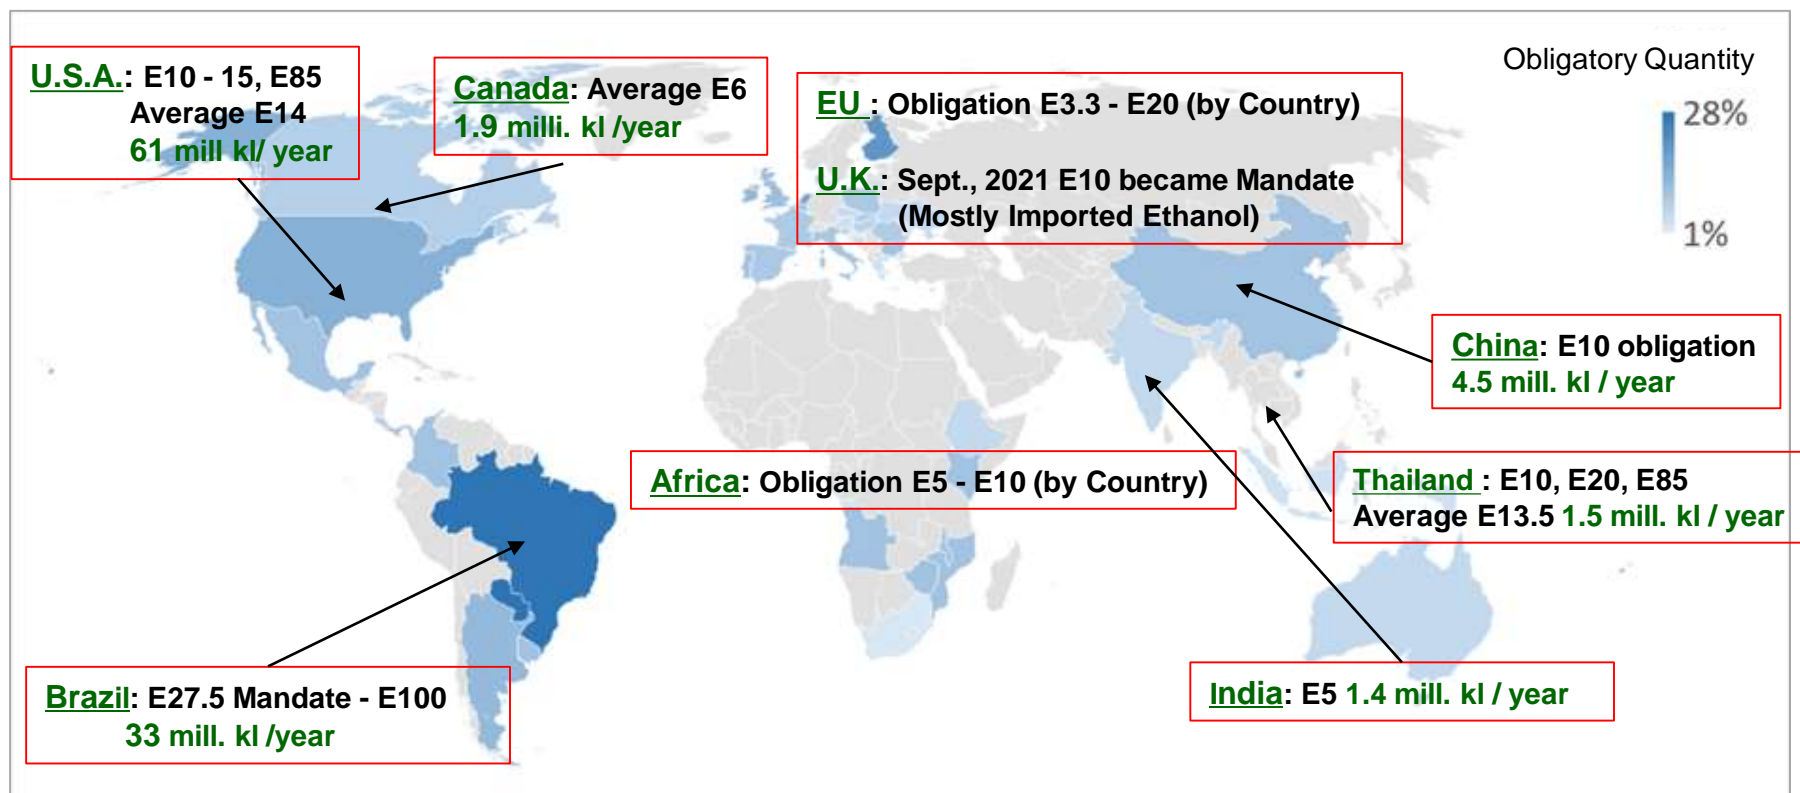 Obligatory Quantity
28%
1%
U.S.A.: E10 - 15, E85
Average E14
61 mill kl/ year
Canada: Average E6
1.9 milli. kl /year
EU : Obligation E3.3 - E20 (by Country)
U.K.: Sept., 2021 E10 became Mandate
(Mostly Imported Ethanol)
China: E10 obligation
4.5 mill. kl / year
Africa: Obligation E5 - E10 (by Country)
Thailand : E10, E20, E85
Average E13.5 1.5 mill. kl / year
Brazil: E27.5 Mandate - E100
33 mill. kl /year
India: E5 1.4 mill. kl / year